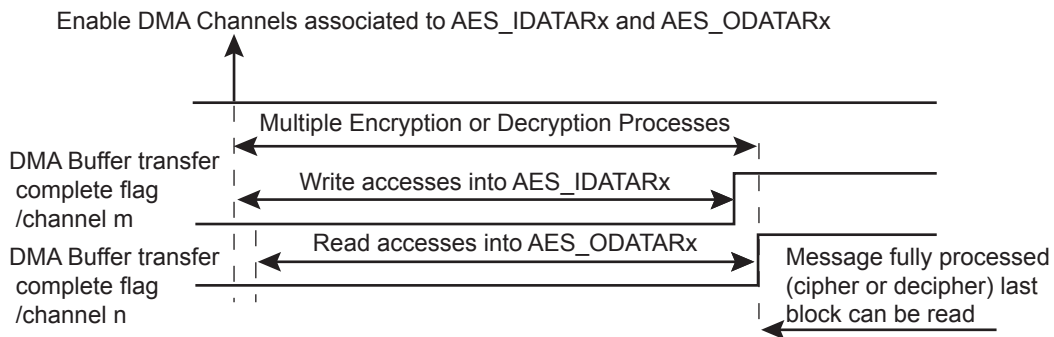 Enable DMA Channels associated to AES_IDATARx and AES_ODATARx
Multiple Encryption or Decryption Processes
DMA Buffer transfer
complete flag
/channel m
Write accesses into AES_IDATARx
Read accesses into AES_ODATARx
DMA Buffer transfer
complete flag
/channel n
Message fully processed
(cipher or decipher) last
block can be read